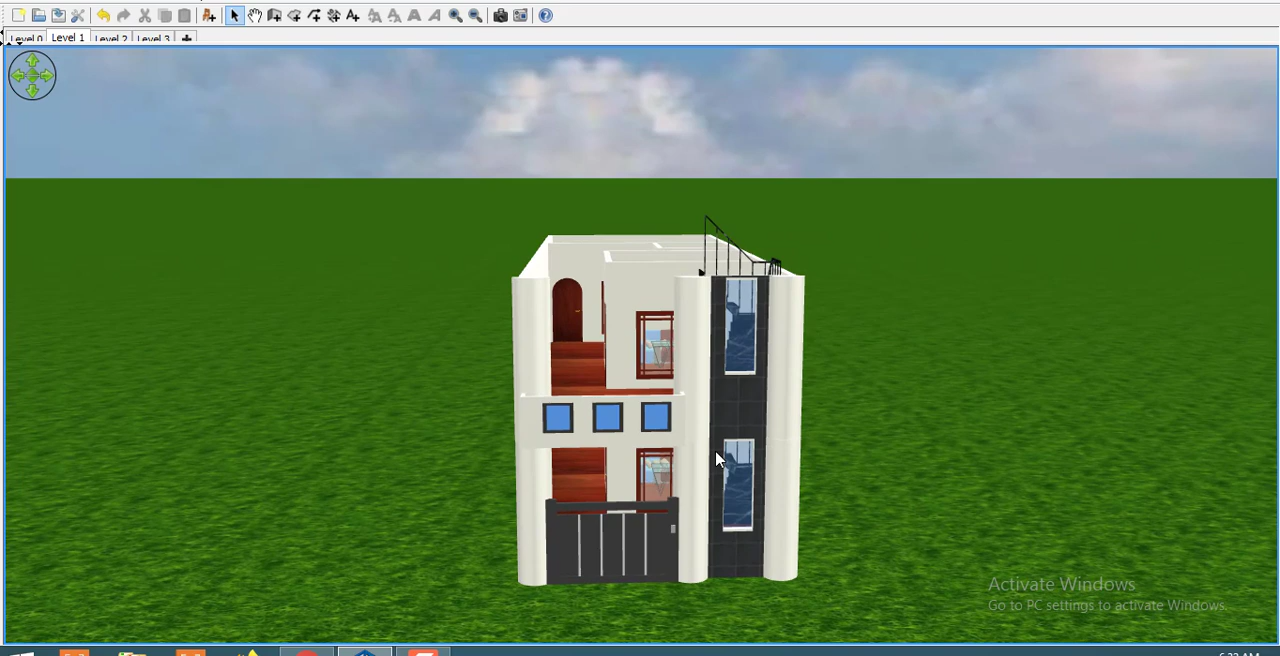 Level 0 Level 1 Level 2 Level 3
Activate Windows
Go to PC settings to activate Windows.